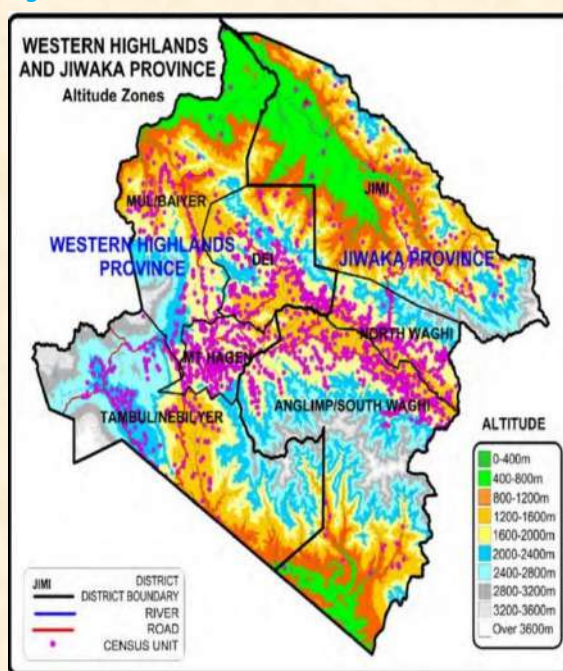 WESTERN HIGHLANDS
AND JIWAKA PROVINCE
Altitude Zones
JIMI
MUL/BAIYER
WESTERN HIGHLANDS
PROVINCE
DEI
JIWAKA PROVINCE
NORTH WAGHI
MT HAGEN
ANGLIMP/SOUTH WAGHI
TAMBUL/NEBILYER
ALTITUDE
0-400m
400-800m
800-1200m
1200-1600m
1600-2000m
2000-2400m
2400-2800m
2800-3200m
3200-3600m
Over 3600m
JIMI DISTRICT
DISTRICT BOUNDARY
RIVER
ROAD
CENSUS UNIT